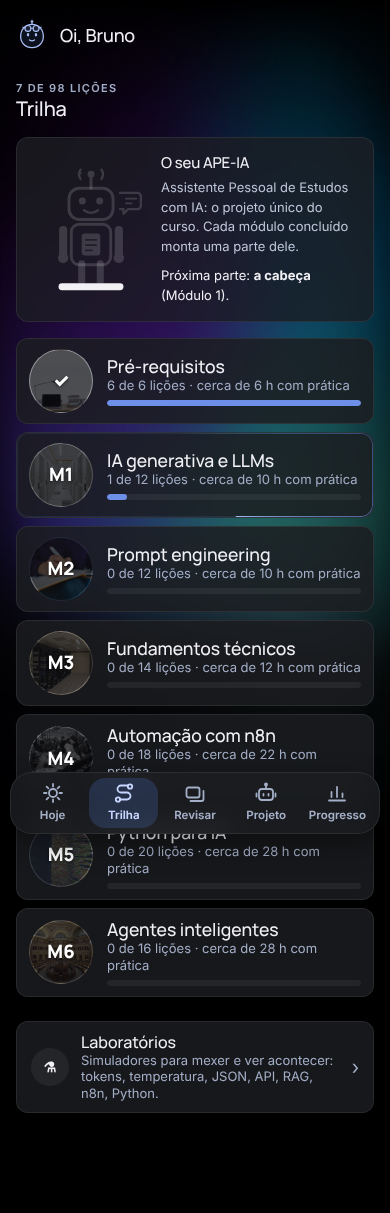 Oi, Bruno
7 DE 98 LIÇÕES
Trilha
O seu APE-IA
Assistente Pessoal de Estudos
com IA: o projeto único do
curso. Cada módulo concluído
monta uma parte dele.
Próxima parte: a cabeça
(Módulo 1).
Pré-requisitos
6 de 6 lições · cerca de 6 h com prática
M1
IA generativa e LLMs
1 de 12 lições · cerca de 10 h com prática
M2
Prompt engineering
0 de 12 lições · cerca de 10 h com prática
M3
Fundamentos técnicos
0 de 14 lições · cerca de 12 h com prática
M4
Automação com n8n
0 de 18 lições · cerca de 22 h com
prática
Hoje
Trilha
Revisar
Projeto
Progresso
M5
Python para IA
0 de 20 lições · cerca de 28 h com
prática
M6
Agentes inteligentes
0 de 16 lições · cerca de 28 h com
prática
Laboratórios
Simuladores para mexer e ver acontecer:
tokens, temperatura, JSON, API, RAG,
n8n, Python.